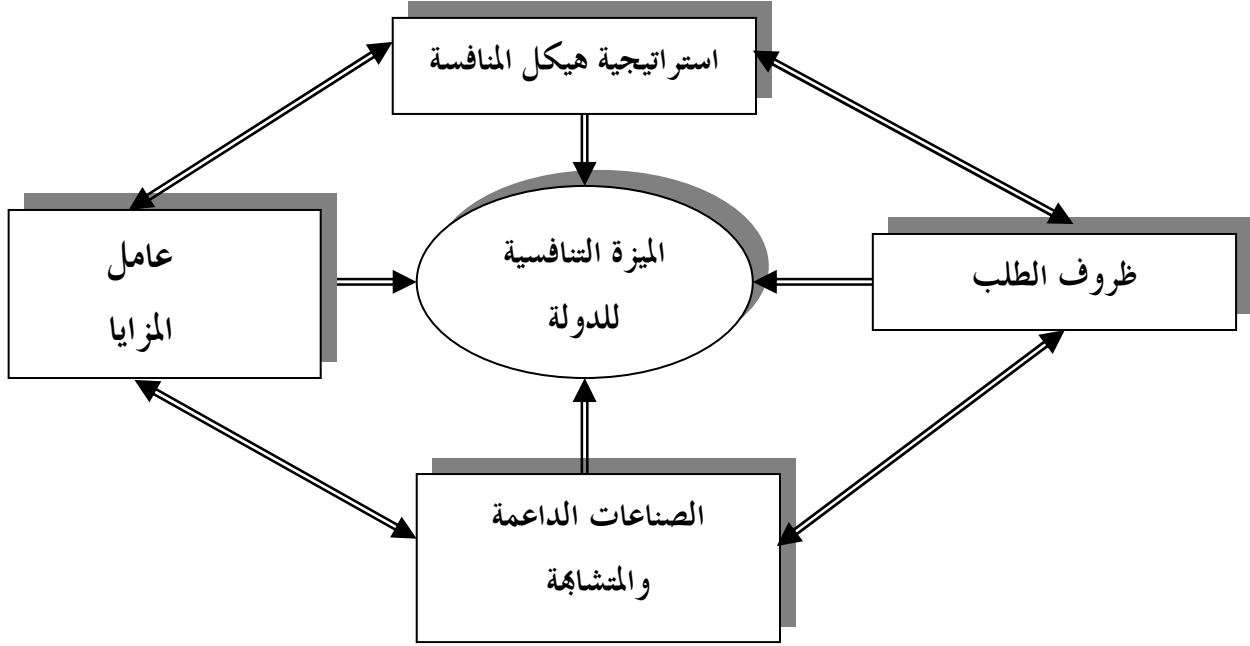 استراتيجية هيكل المنافسة
ظروف الطلب
الميزة التنافسية
للدولة
عامل
المزايا
الصناعات الداعمة
والمتشابهة